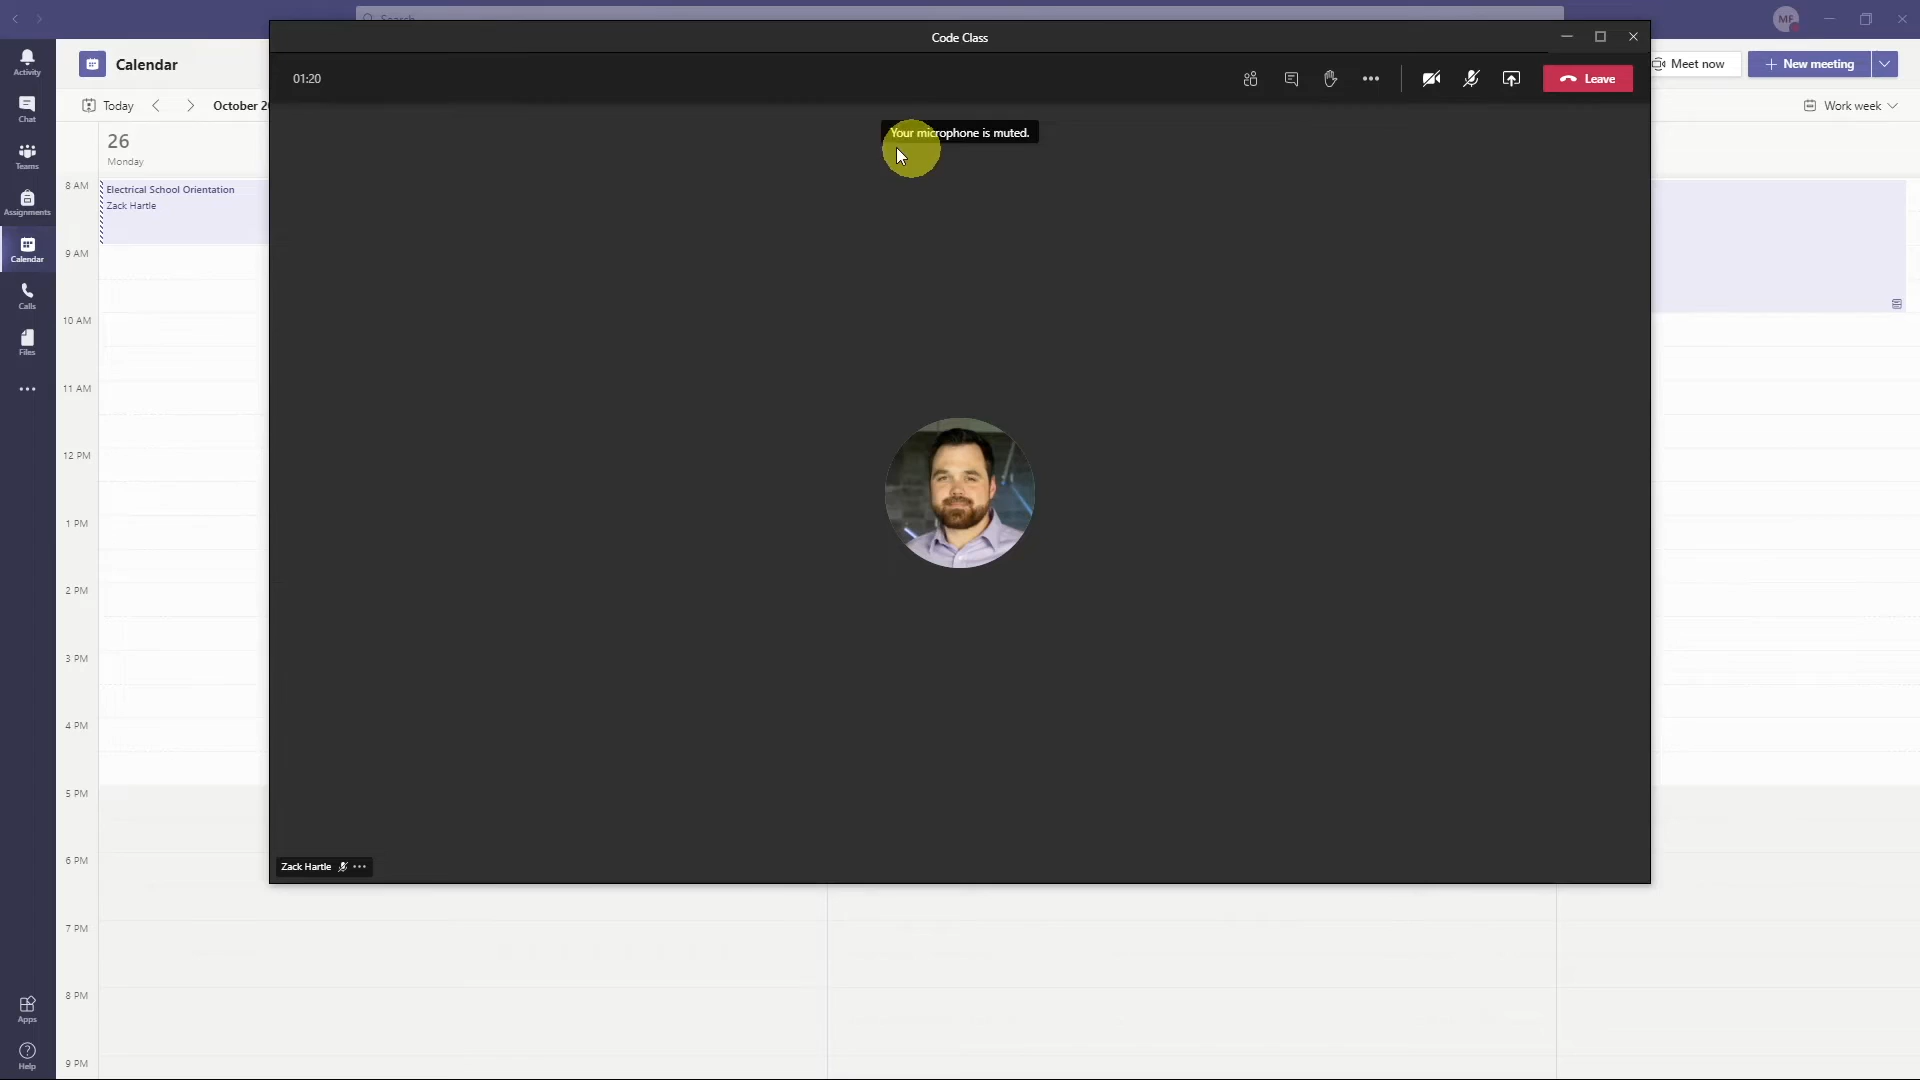 Search
MF
Code Class
Activity
Calendar
01:20
Leave
Meet now
New meeting
Chat
Today
October 2
Work week
Your microphone is muted.
26
Monday
Teams
8 AM
Electrical School Orientation
Zack Hartle
Assignments
9 AM
Calendar
Calls
10 AM
Files
11 AM
12 PM
1 PM
2 PM
3 PM
4 PM
5 PM
6 PM
Zack Hartle
7 PM
8 PM
Apps
Help
9 PM